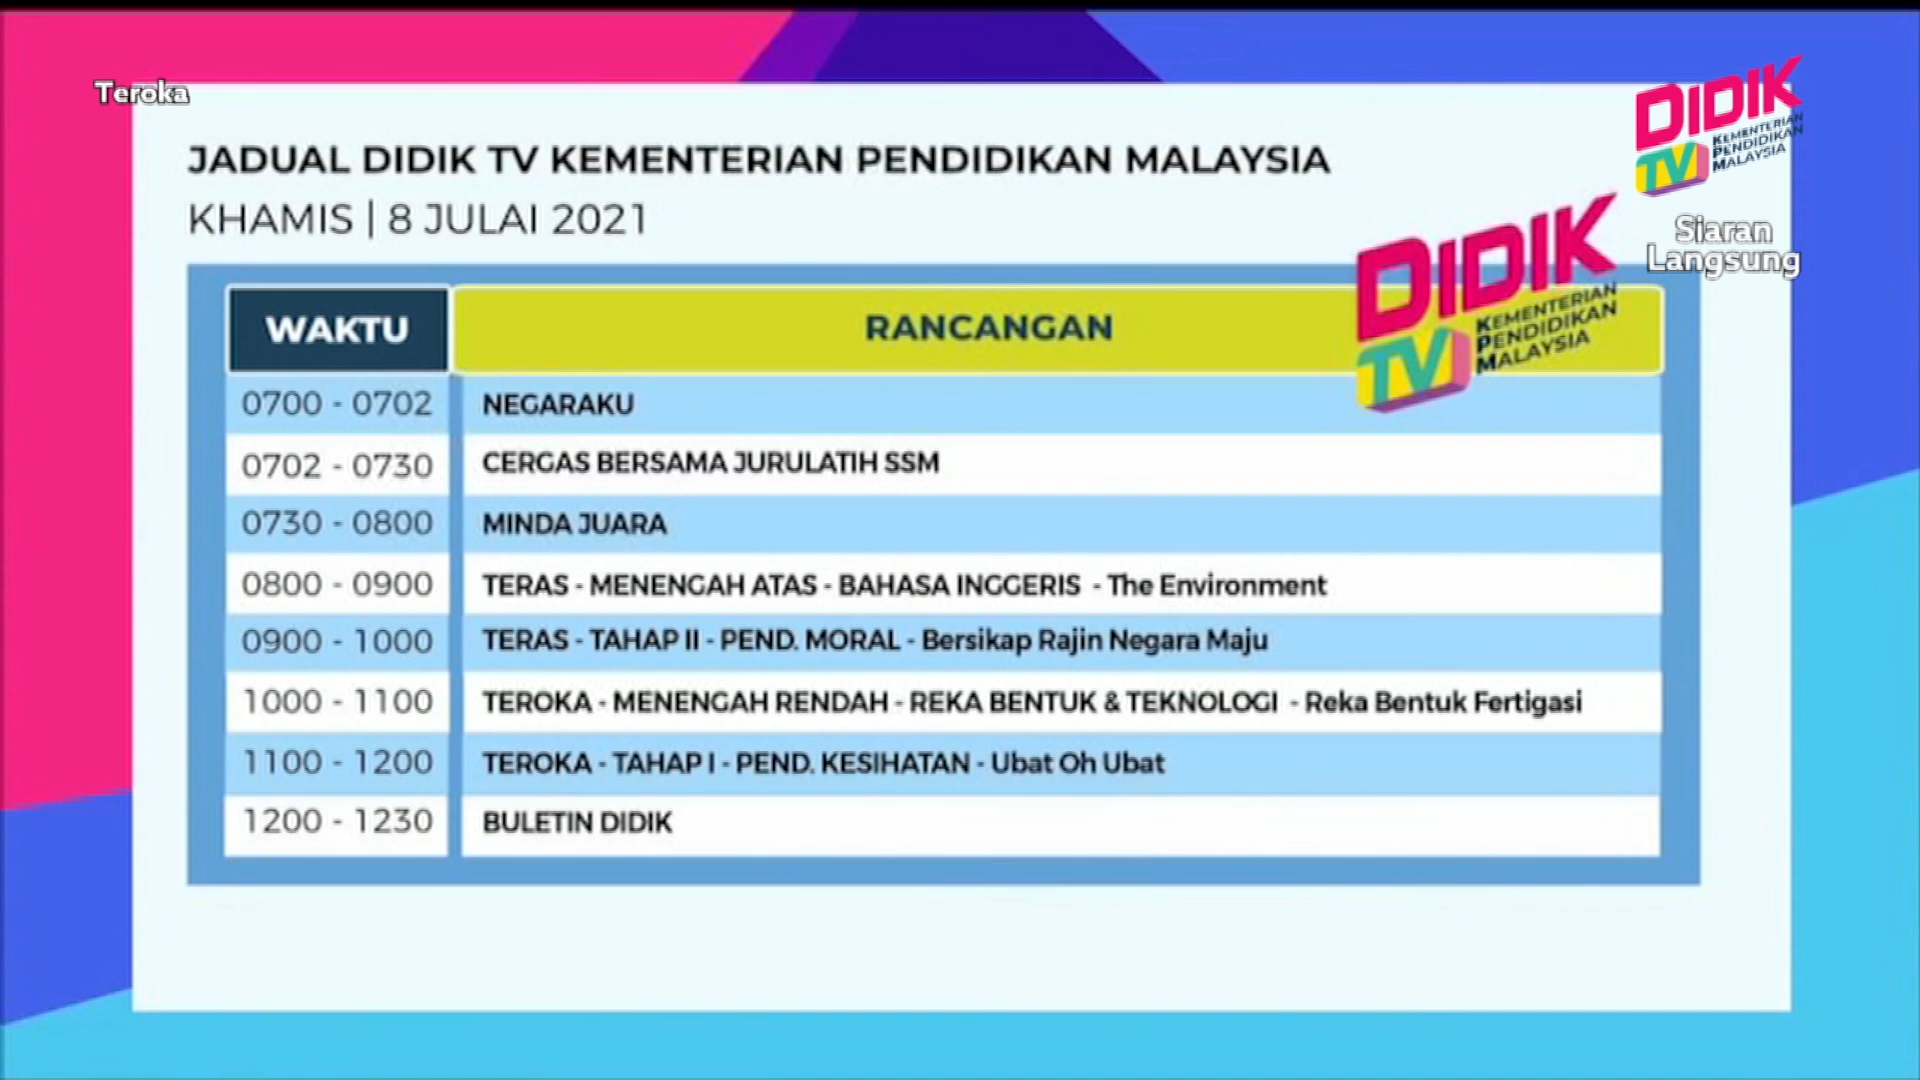 Teroka
DIDIK
TV KEMENTERIAN
PENDIDIKAN
MALAYSIA
Siaran
Langsung
JADUAL DIDIK TV KEMENTERIAN PENDIDIKAN MALAYSIA
KHAMIS | 8 JULAI 2021
DIDIK
TV KEMENTERIAN
PENDIDIKAN
MALAYSIA
WAKTU RANCANGAN
0700 - 0702 NEGARAKU
0702 - 0730 CERGAS BERSAMA JURULATIH SSM
0730 - 0800 MINDA JUARA
0800 - 0900 TERAS - MENENGAH ATAS - BAHASA INGGERIS - The Environment
0900 - 1000 TERAS - TAHAP II - PEND. MORAL - Bersikap Rajin Negara Maju
1000 - 1100 TEROKA - MENENGAH RENDAH - REKA BENTUK & TEKNOLOGI - Reka Bentuk Fertigasi
1100 - 1200 TEROKA - TAHAP I - PEND. KESIHATAN - Ubat Oh Ubat
1200 - 1230 BULETIN DIDIK